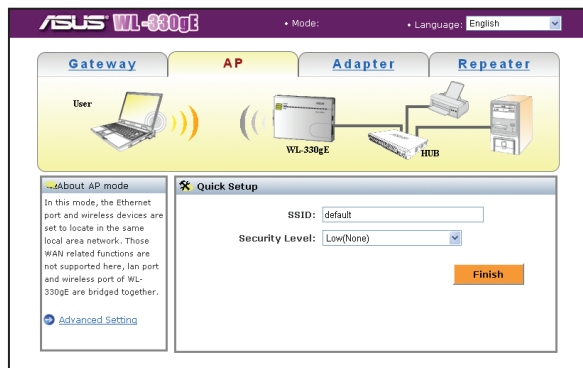 ASUS WL-330gE
• Mode:
• Language: English
Gateway
AP
Adapter
Repeater
User
WL-330gE
HUB
About AP mode
In this mode, the Ethernet
port and wireless devices are
set to locate in the same
local area network. Those
WAN related functions are
not supported here, lan port
and wireless port of WL-
330gE are bridged together.
Advanced Setting
Quick Setup
SSID: default
Security Level: Low(None)
Finish